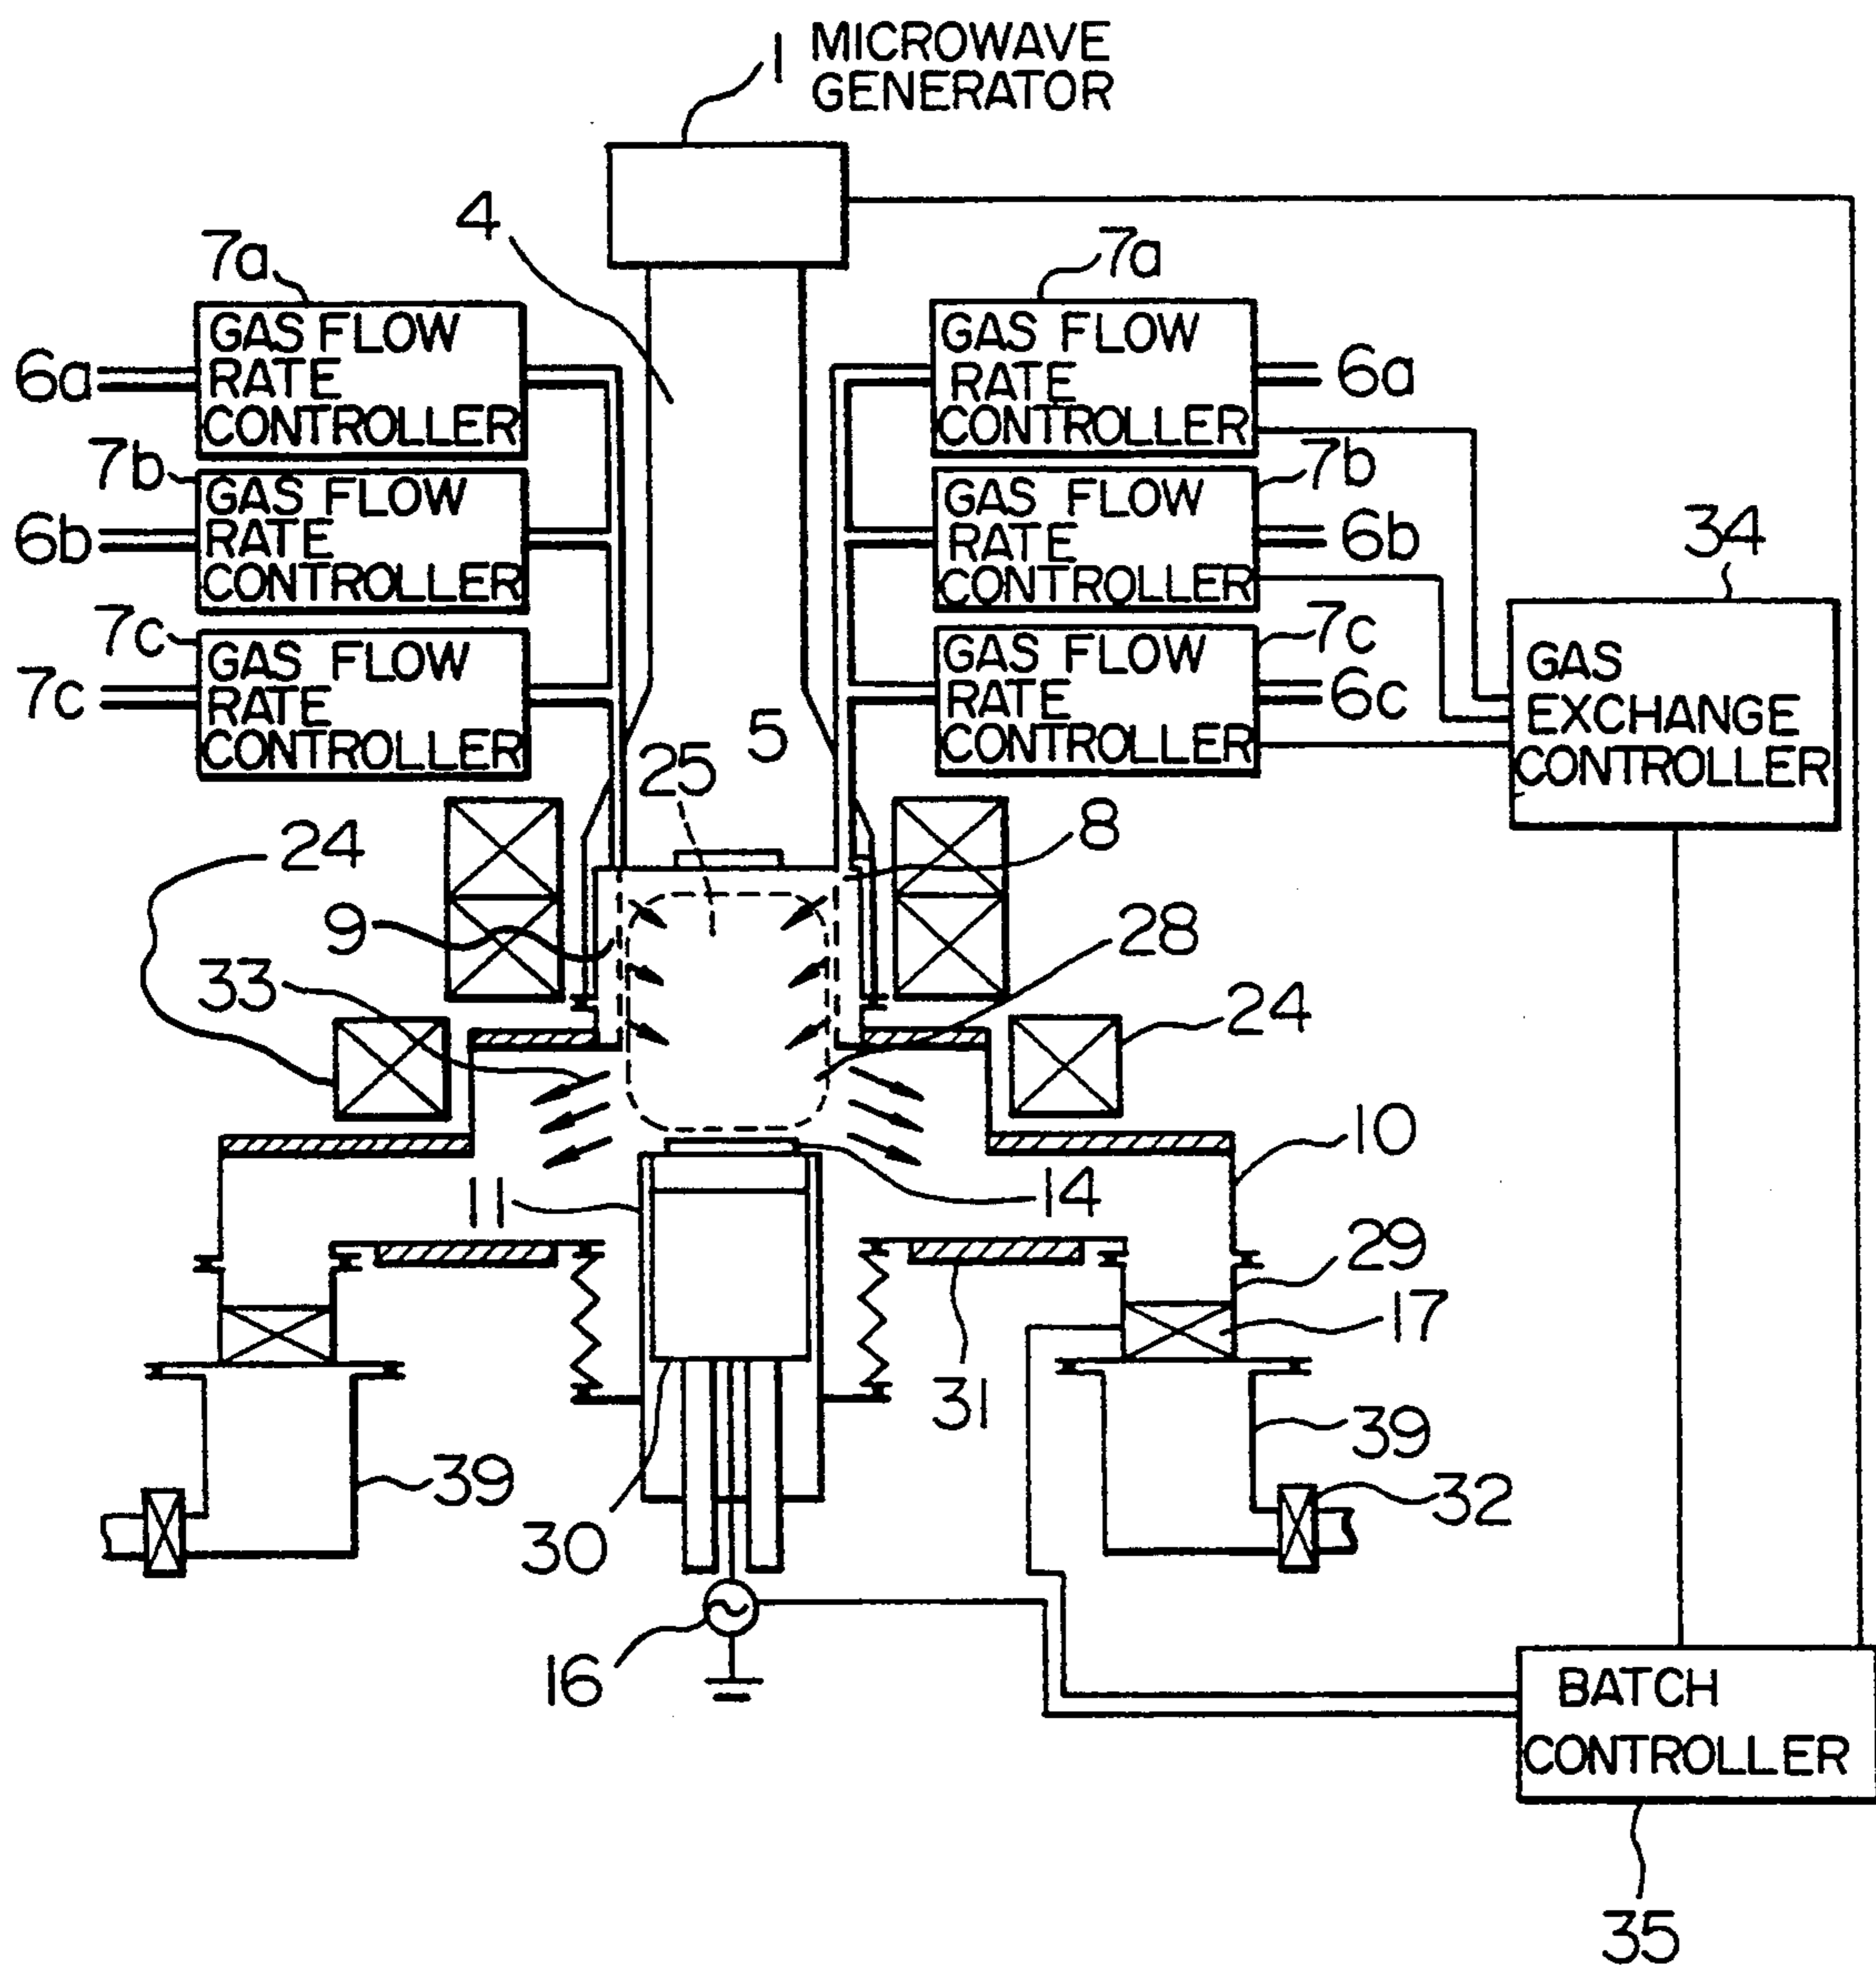 1 MICROWAVE
GENERATOR
4
7a
7a
GAS FLOW
RATE
CONTROLLER
GAS FLOW
RATE
CONTROLLER
6a
6a
7b
7b
GAS FLOW
RATE
CONTROLLER
GAS FLOW
RATE
CONTROLLER
6b
6b
34
7c
7c
GAS FLOW
RATE
CONTROLLER
GAS FLOW
RATE
CONTROLLER
7c
6c
GAS
EXCHANGE
CONTROLLER
5
25
8
24
9
28
33
24
10
11
14
29
17
31
39
39
32
30
16
BATCH
CONTROLLER
35